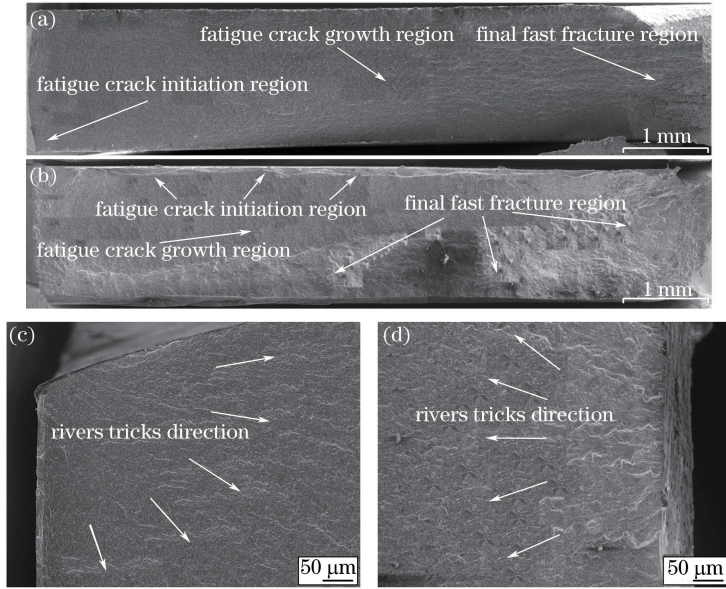 (a)
fatigue crack growth region
final fast fracture region
fatigue crack initiation region
1 mm
(b)
fatigue crack initiation region
final fast fracture region
fatigue crack growth region
1 mm
(c)
rivers tricks direction
50 μm
(d)
rivers tricks direction
50 μm